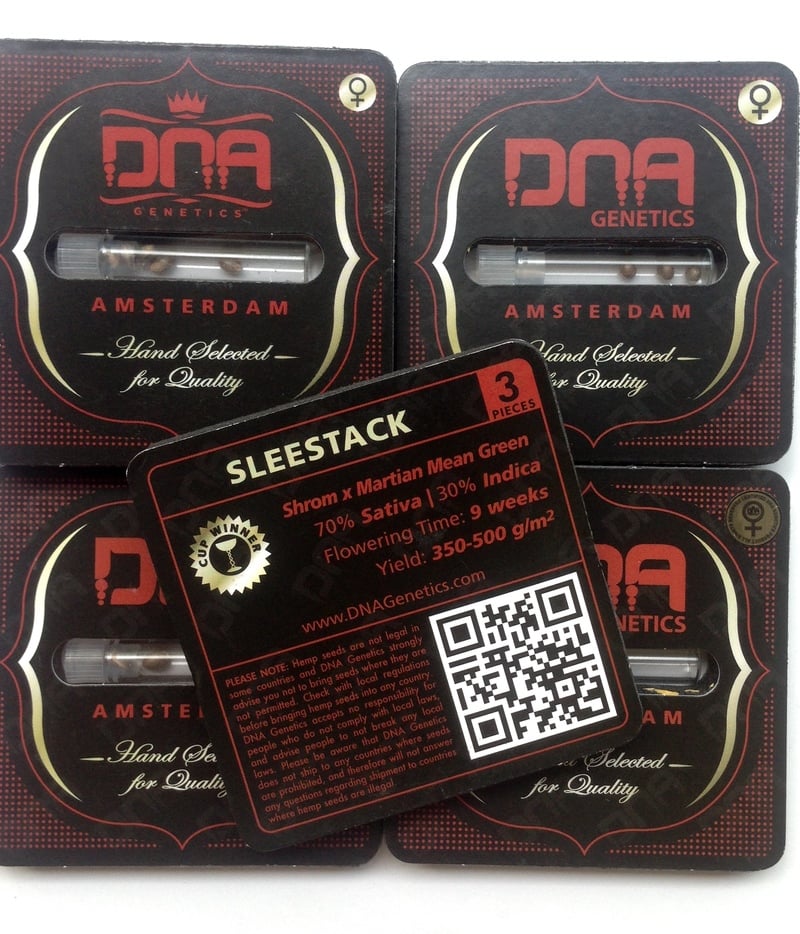 DNA
GENETICS™
AMSTERDAM
Hand Selected
for Quality
DNA
GENETICS
AMSTERDAM
Hand Selected
for Quality
3
PIECES
SLEESTACK
Shrom x Martian Mean Green
70% Sativa | 30% Indica
Flowering Time: 9 weeks
Yield: 350-500 g/m²
CUP WINNER
www.DNAGenetics.com
PLEASE NOTE: Hemp seeds are not legal in
some countries and DNA Genetics strongly
advise you not to bring seeds where they are
not permitted. Check with local regulations
before bringing hemp seeds into any country.
DNA Genetics accepts no responsibility for
people who do not comply with local laws,
and advise people to not break any local
laws. Please be aware that DNA Genetics
does not ship to any countries where seeds
are prohibited, and therefore will not answer
any questions regarding shipment to countries
where hemp seeds are illegal.
D
AMSTE
Hand Se
for Quality
NA
NETICS
DAM
Selected
for Quality